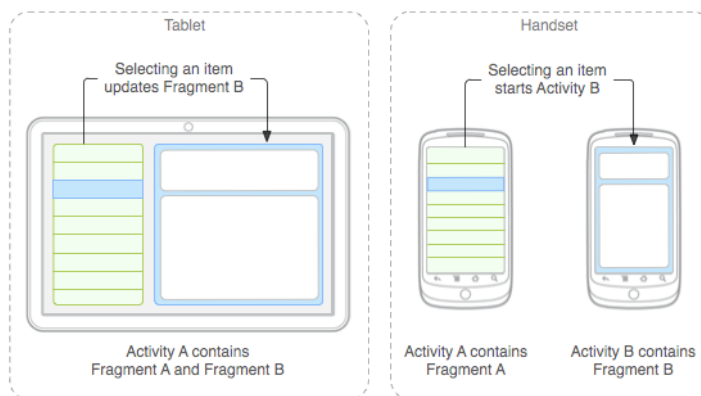 Tablet
Selecting an item
updates Fragment B
Activity A contains
Fragment A and Fragment B
Handset
Selecting an item
starts Activity B
Activity A contains
Fragment A
Activity B contains
Fragment B